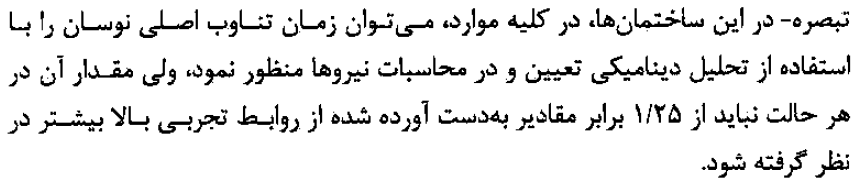 تبصره- در این ساختمان‌ها، در کلیه موارد، می‌توان زمان تناوب اصلی نوسان را با
استفاده از تحلیل دینامیکی تعیین و در محاسبات نیروها منظور نمود، ولی مقدار آن در
هر حالت نباید از ۱/۲۵ برابر مقادیر به‌دست آورده شده از روابط تجربی بالا بیشتر در
نظر گرفته شود.